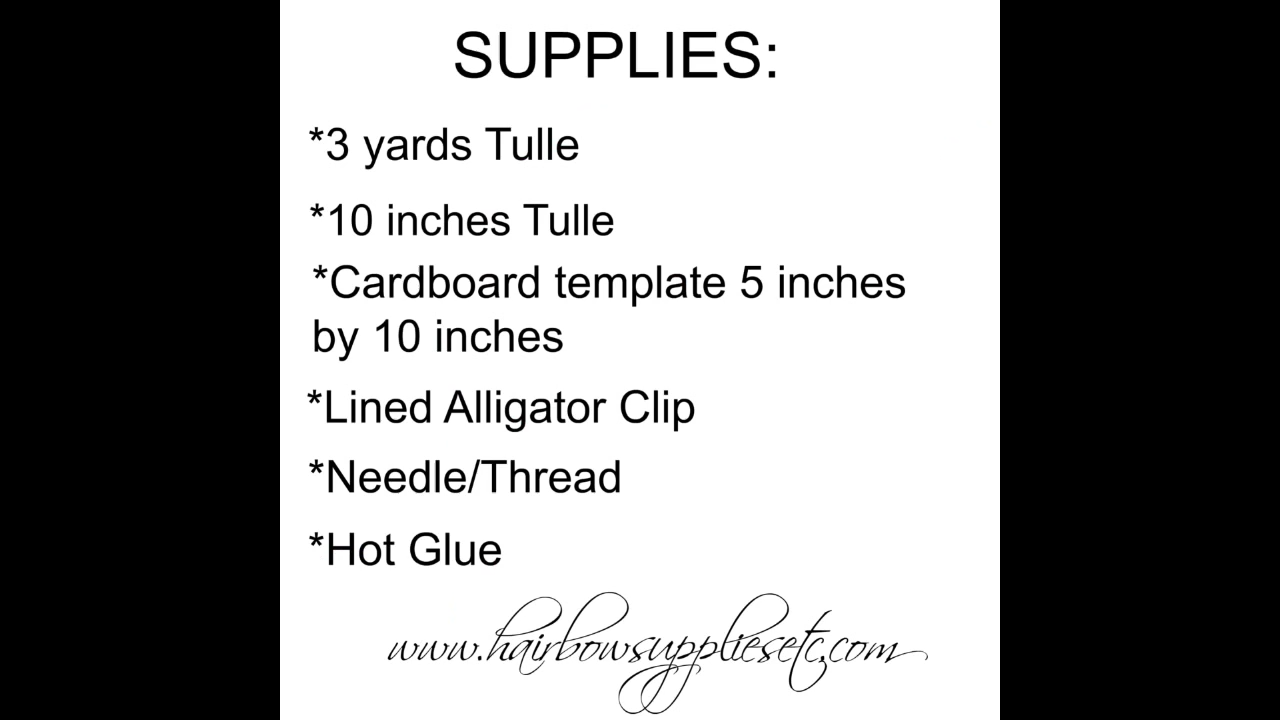 SUPPLIES:
*3 yards Tulle
*10 inches Tulle
*Cardboard template 5 inches
by 10 inches
*Lined Alligator Clip
*Needle/Thread
*Hot Glue
www.hairbowsuppliesetc.com